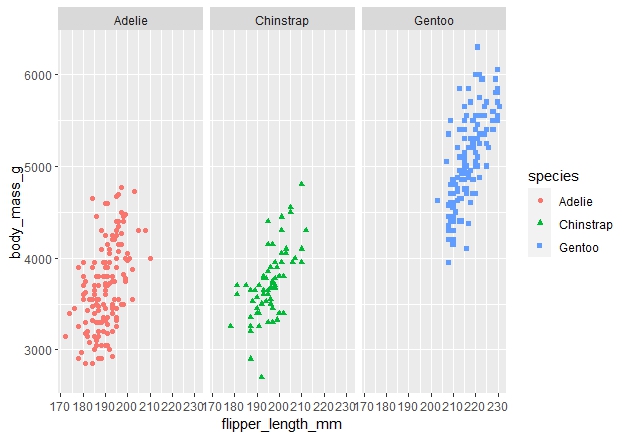 Adelie Chinstrap Gentoo
6000
5000
4000
3000
body_mass_g
170 180 190 200 210 220 230 170 180 190 200 210 220 230 170 180 190 200 210 220 230
flipper_length_mm
species
Adelie
Chinstrap
Gentoo